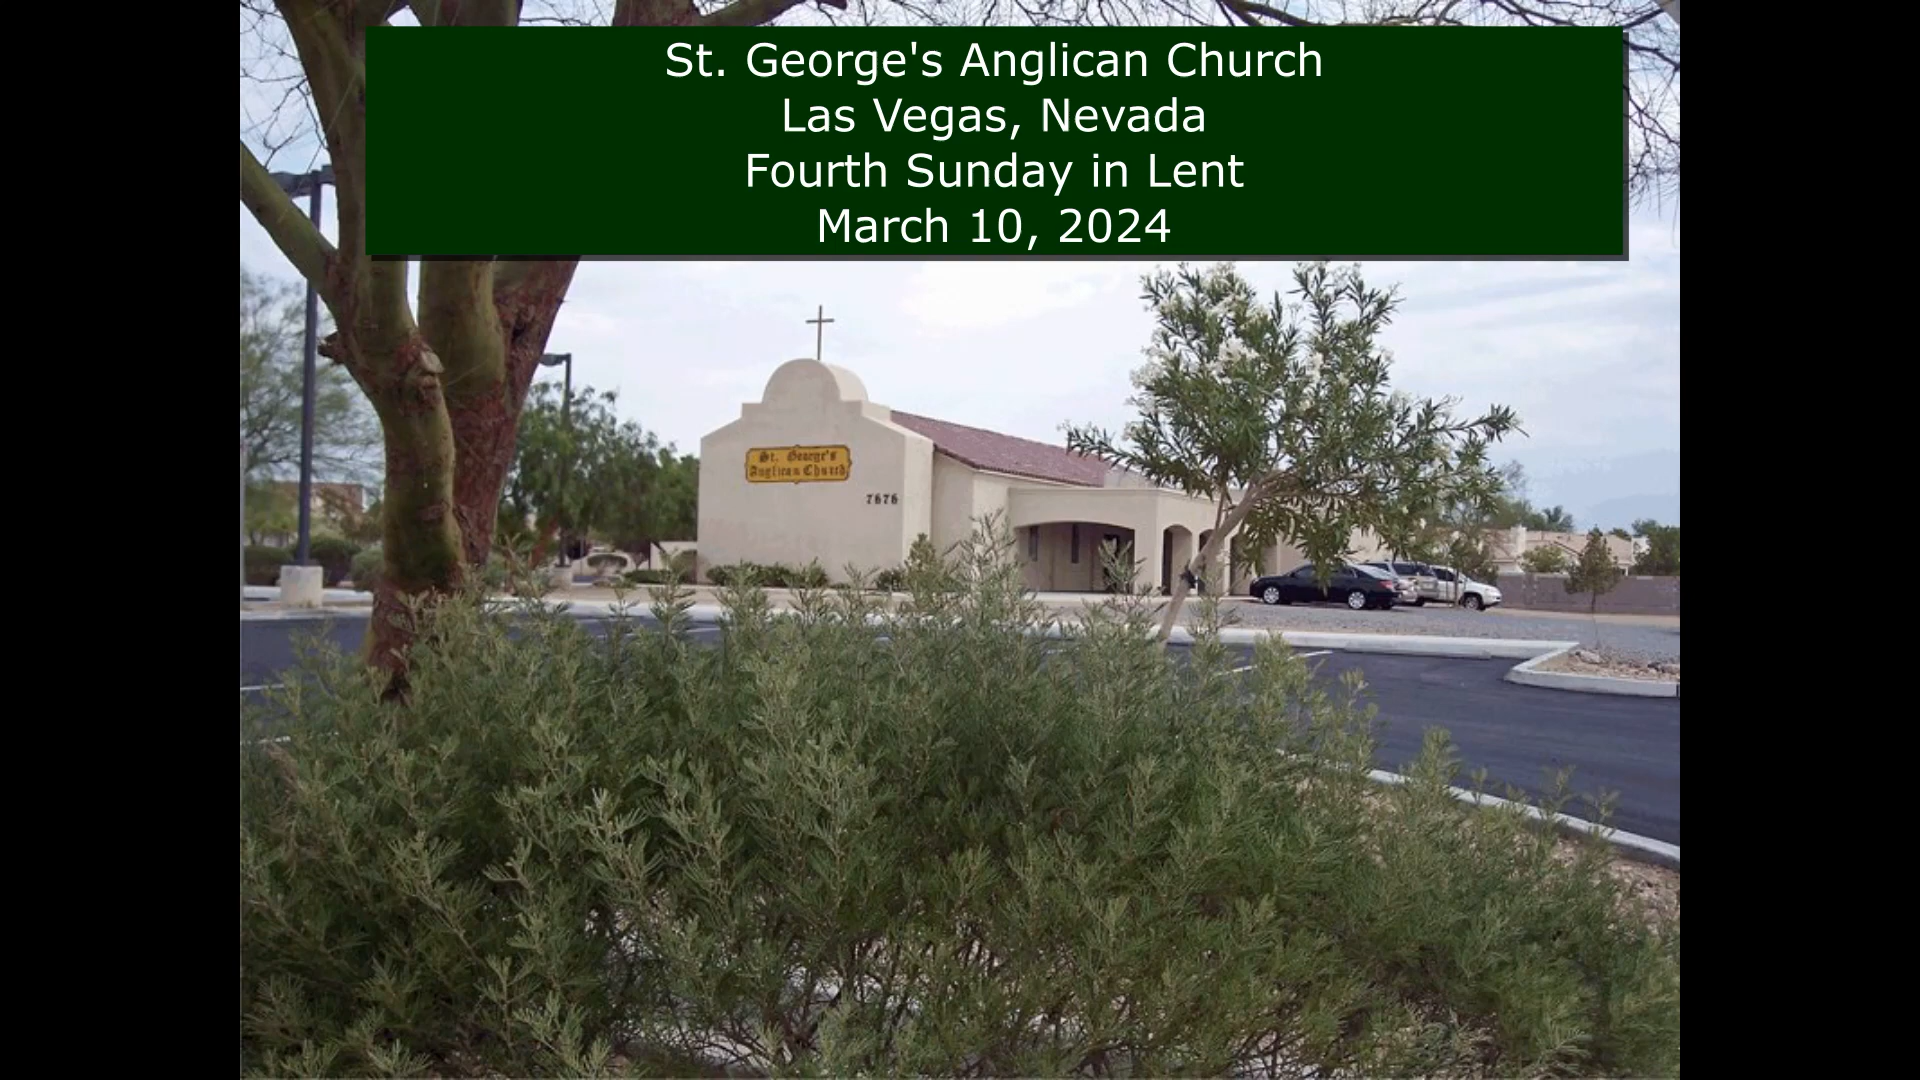 St. George's Anglican Church
Las Vegas, Nevada
Fourth Sunday in Lent
March 10, 2024
St. George's
Anglican Church
7676